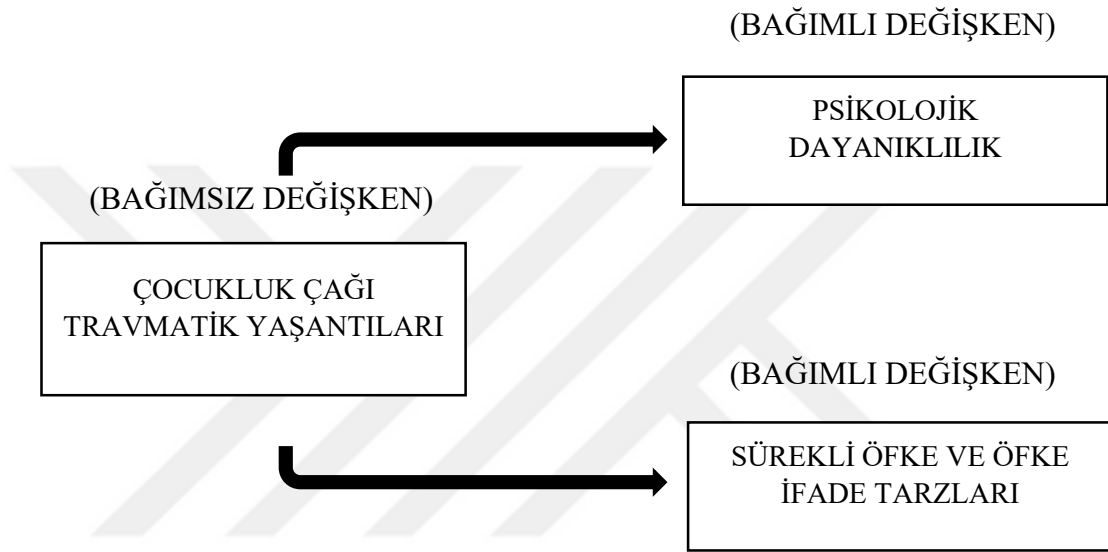 (BAĞIMLI DEĞİŞKEN)
PSİKOLOJİK
DAYANIKLILIK
(BAĞIMSIZ DEĞİŞKEN)
ÇOCUKLUK ÇAĞI
TRAVMATİK YAŞANTILARI
(BAĞIMLI DEĞİŞKEN)
SÜREKLİ ÖFKE VE ÖFKE
İFADE TARZLARI